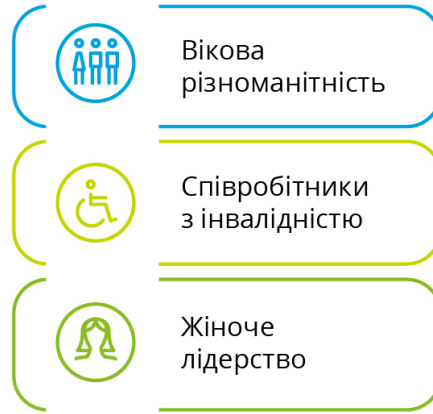 Вікова
різноманітність
Співробітники
з інвалідністю
Жіноче
лідерство